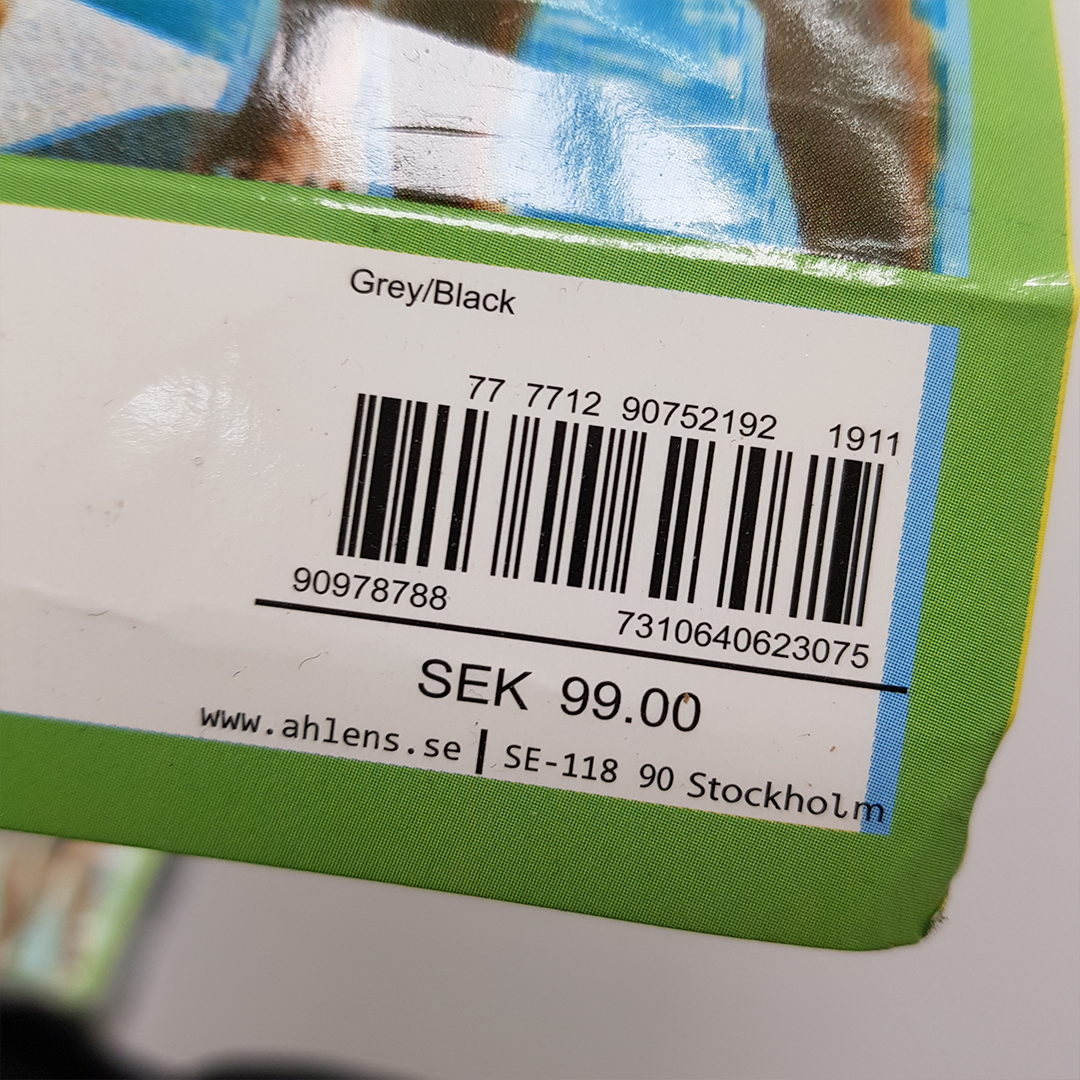 Grey/Black
77 7712 90752192 1911
90978788
7310640623075
SEK 99.00
www.ahlens.se | SE-118 90 Stockholm